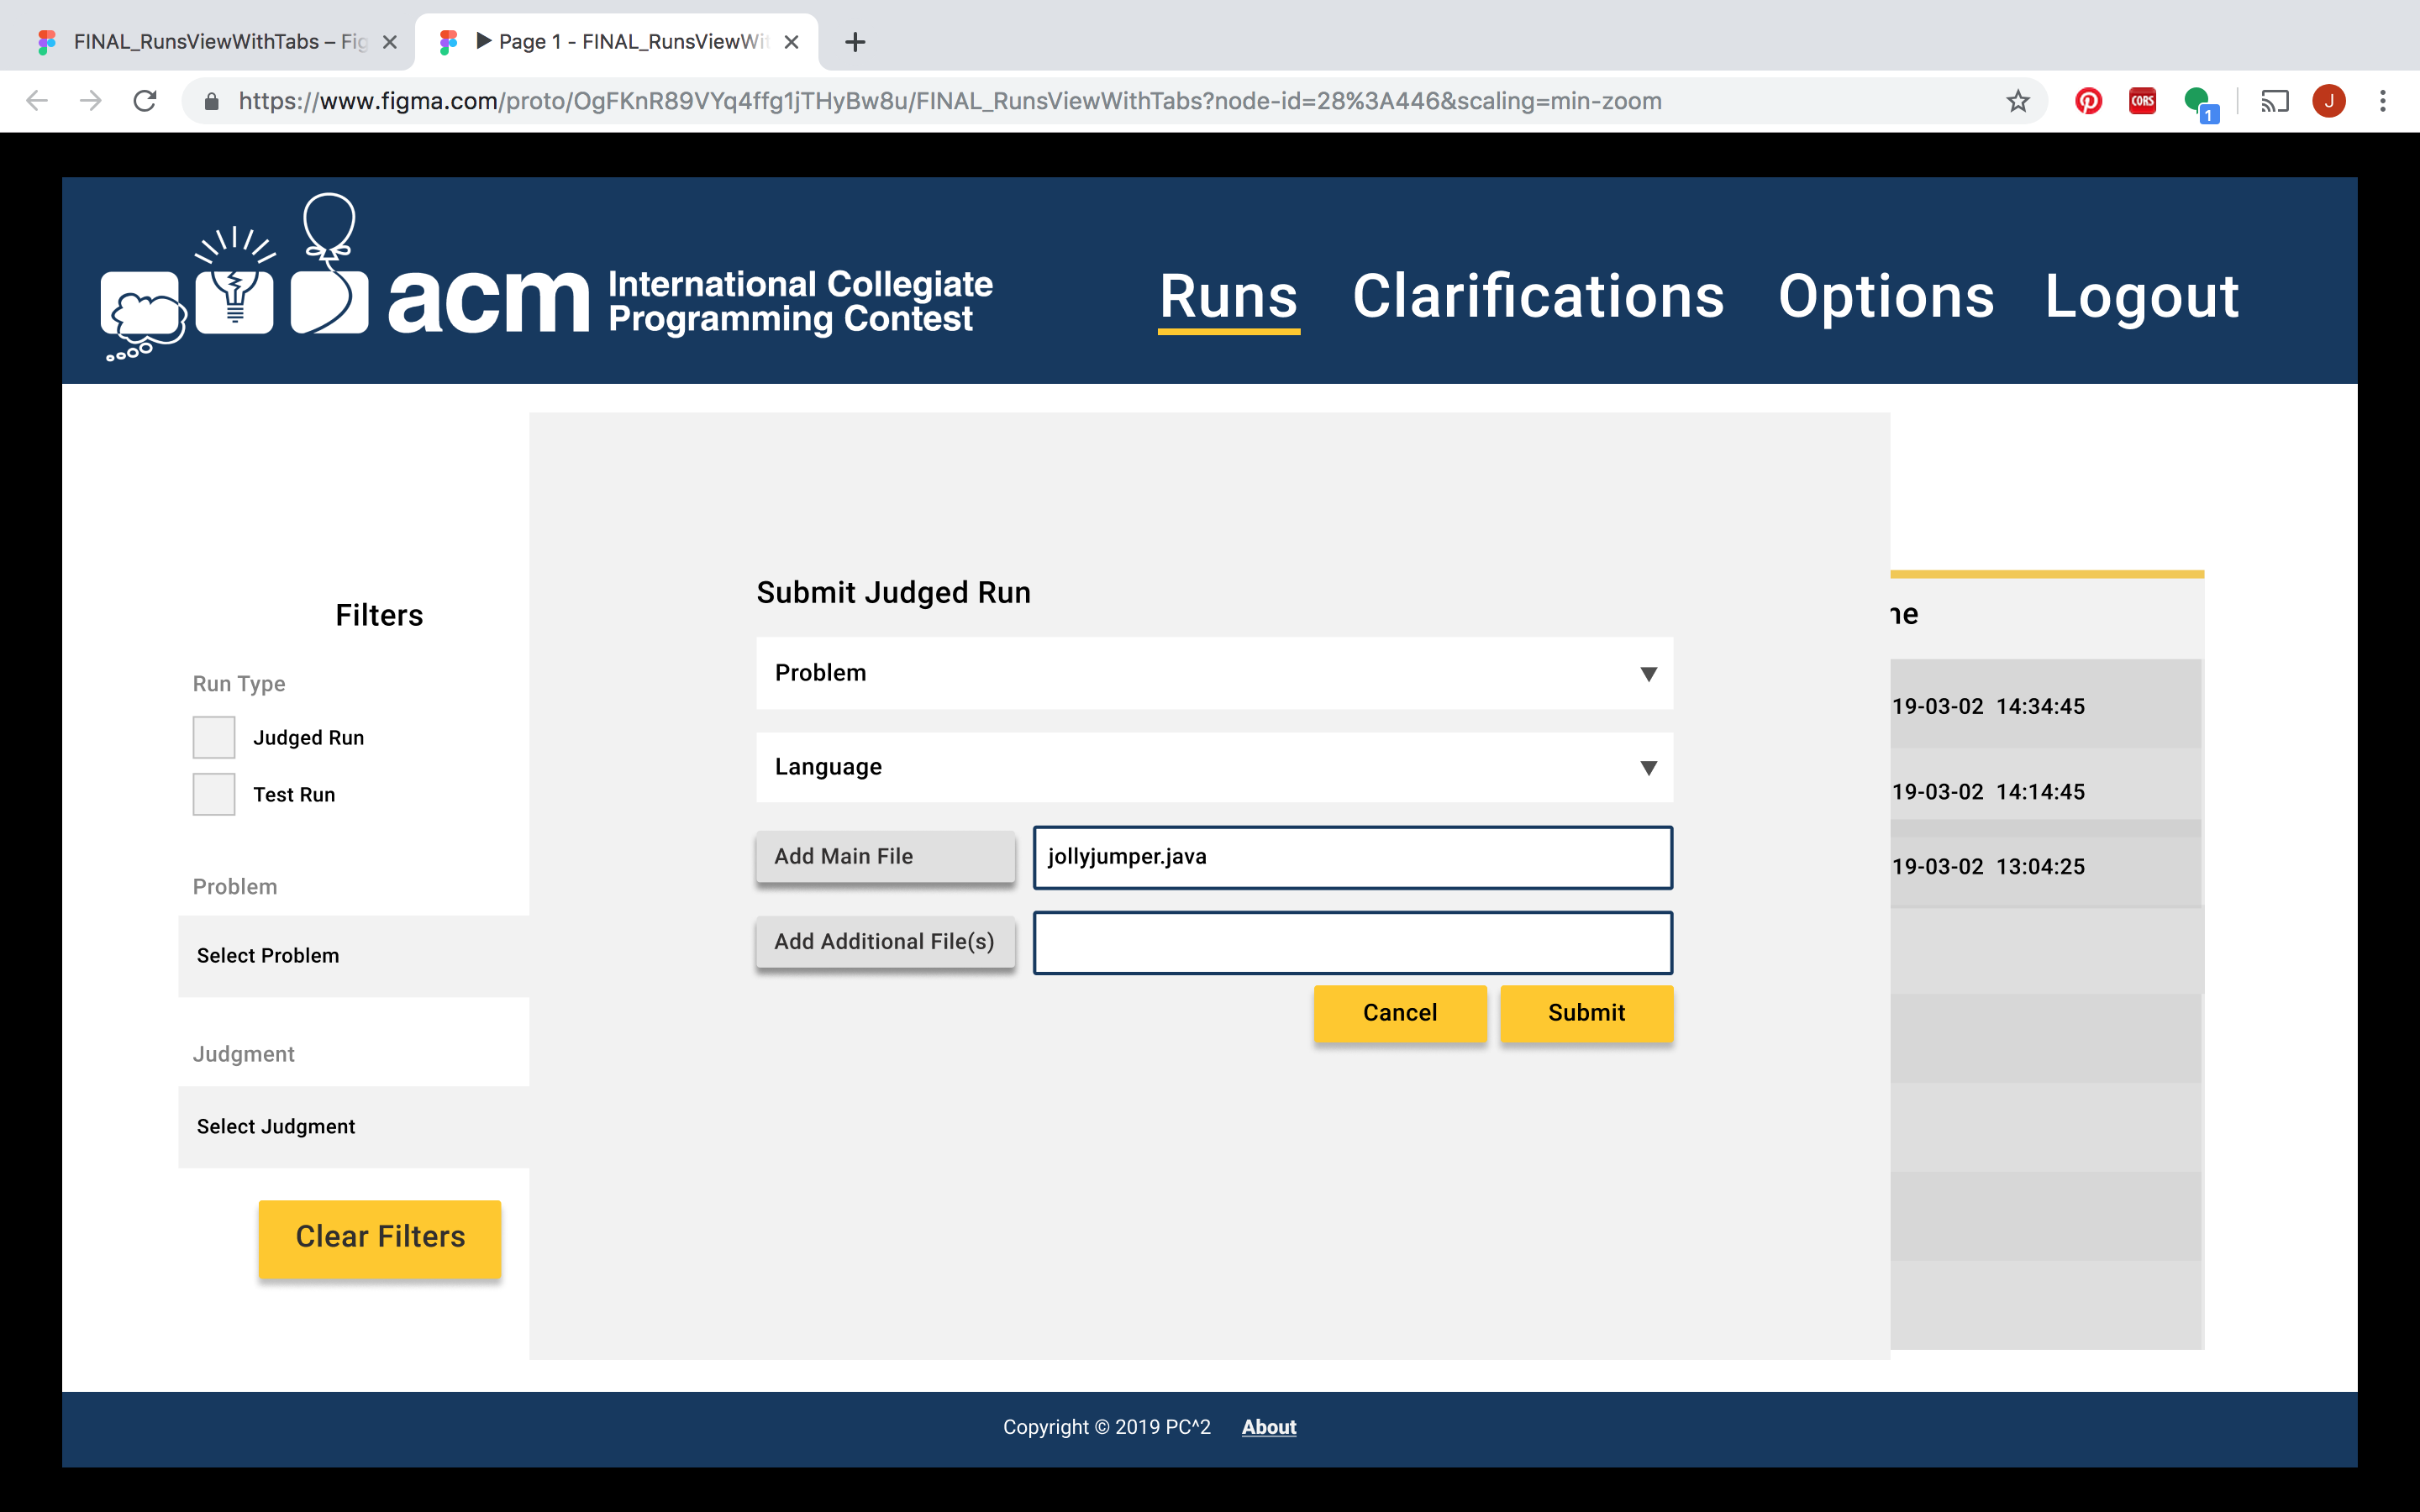 FINAL_RunsViewWithTabs – Fig
▶ Page 1 - FINAL_RunsViewWit
https://www.figma.com/proto/OgFKnR89VYq4ffg1jTHyBw8u/FINAL_RunsViewWithTabs?node-id=28%3A446&scaling=min-zoom
CORS
1
J
acm International Collegiate
Programming Contest
Runs Clarifications Options Logout
Filters
Run Type
Judged Run
Test Run
Problem
Select Problem
Judgment
Select Judgment
Clear Filters
Submit Judged Run
Problem
Language
Add Main File jollyjumper.java
Add Additional File(s)
Cancel Submit
ne
19-03-02 14:34:45
19-03-02 14:14:45
19-03-02 13:04:25
Copyright © 2019 PC^2 About